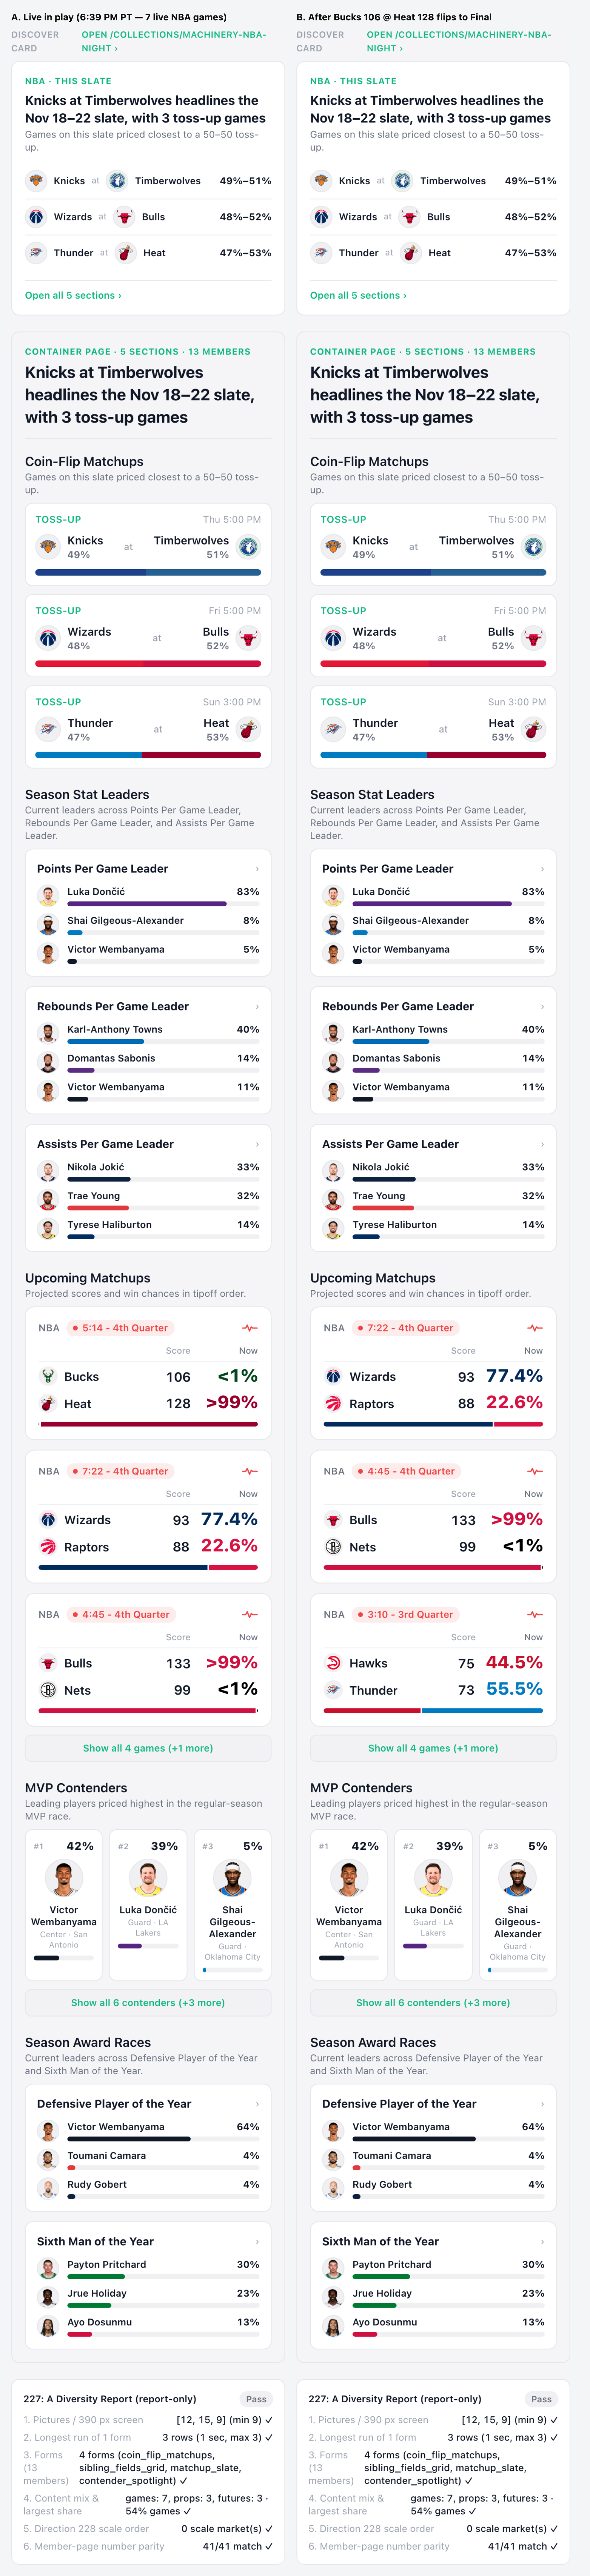 A. Live in play (6:39 PM PT — 7 live NBA games)
DISCOVER CARD
OPEN /COLLECTIONS/MACHINERY-NBA-NIGHT ›
NBA · THIS SLATE
Knicks at Timberwolves headlines the
Nov 18–22 slate, with 3 toss-up games
Games on this slate priced closest to a 50–50 toss-
up.
Knicks at Timberwolves 49%–51%
Wizards at Bulls 48%–52%
Thunder at Heat 47%–53%
Open all 5 sections ›
CONTAINER PAGE · 5 SECTIONS · 13 MEMBERS
Knicks at Timberwolves
headlines the Nov 18–22 slate,
with 3 toss-up games
Coin-Flip Matchups
Games on this slate priced closest to a 50–50 toss-
up.
TOSS-UP Thu 5:00 PM
Knicks at Timberwolves
49% 51%
TOSS-UP Fri 5:00 PM
Wizards at Bulls
48% 52%
TOSS-UP Sun 3:00 PM
Thunder at Heat
47% 53%
Season Stat Leaders
Current leaders across Points Per Game Leader,
Rebounds Per Game Leader, and Assists Per Game
Leader.
Points Per Game Leader ›
Luka Dončić 83%
Shai Gilgeous-Alexander 8%
Victor Wembanyama 5%
Rebounds Per Game Leader ›
Karl-Anthony Towns 40%
Domantas Sabonis 14%
Victor Wembanyama 11%
Assists Per Game Leader ›
Nikola Jokić 33%
Trae Young 32%
Tyrese Haliburton 14%
Upcoming Matchups
Projected scores and win chances in tipoff order.
NBA 5:14 - 4th Quarter
Score Now
Bucks 106 <1%
Heat 128 >99%
NBA 7:22 - 4th Quarter
Score Now
Wizards 93 77.4%
Raptors 88 22.6%
NBA 4:45 - 4th Quarter
Score Now
Bulls 133 >99%
Nets 99 <1%
Show all 4 games (+1 more)
MVP Contenders
Leading players priced highest in the regular-season
MVP race.
#1 42%
Victor
Wembanyama
Center · San
Antonio
#2 39%
Luka Dončić
Guard · LA
Lakers
#3 5%
Shai
Gilgeous-
Alexander
Guard ·
Oklahoma City
Show all 6 contenders (+3 more)
Season Award Races
Current leaders across Defensive Player of the Year
and Sixth Man of the Year.
Defensive Player of the Year ›
Victor Wembanyama 64%
Toumani Camara 4%
Rudy Gobert 4%
Sixth Man of the Year ›
Payton Pritchard 30%
Jrue Holiday 23%
Ayo Dosunmu 13%
227: A Diversity Report (report-only) Pass
1. Pictures / 390 px screen [12, 15, 9] (min 9) ✓
2. Longest run of 1 form 3 rows (1 sec, max 3) ✓
3. Forms (13 members) 4 forms (coin_flip_matchups,
sibling_fields_grid, matchup_slate,
contender_spotlight) ✓
4. Content mix & largest share games: 7, props: 3, futures: 3 ·
54% games ✓
5. Direction 228 scale order 0 scale market(s) ✓
6. Member-page number parity 41/41 match ✓
B. After Bucks 106 @ Heat 128 flips to Final
DISCOVER CARD
OPEN /COLLECTIONS/MACHINERY-NBA-NIGHT ›
NBA · THIS SLATE
Knicks at Timberwolves headlines the
Nov 18–22 slate, with 3 toss-up games
Games on this slate priced closest to a 50–50 toss-
up.
Knicks at Timberwolves 49%–51%
Wizards at Bulls 48%–52%
Thunder at Heat 47%–53%
Open all 5 sections ›
CONTAINER PAGE · 5 SECTIONS · 13 MEMBERS
Knicks at Timberwolves
headlines the Nov 18–22 slate,
with 3 toss-up games
Coin-Flip Matchups
Games on this slate priced closest to a 50–50 toss-
up.
TOSS-UP Thu 5:00 PM
Knicks at Timberwolves
49% 51%
TOSS-UP Fri 5:00 PM
Wizards at Bulls
48% 52%
TOSS-UP Sun 3:00 PM
Thunder at Heat
47% 53%
Season Stat Leaders
Current leaders across Points Per Game Leader,
Rebounds Per Game Leader, and Assists Per Game
Leader.
Points Per Game Leader ›
Luka Dončić 83%
Shai Gilgeous-Alexander 8%
Victor Wembanyama 5%
Rebounds Per Game Leader ›
Karl-Anthony Towns 40%
Domantas Sabonis 14%
Victor Wembanyama 11%
Assists Per Game Leader ›
Nikola Jokić 33%
Trae Young 32%
Tyrese Haliburton 14%
Upcoming Matchups
Projected scores and win chances in tipoff order.
NBA 7:22 - 4th Quarter
Score Now
Wizards 93 77.4%
Raptors 88 22.6%
NBA 4:45 - 4th Quarter
Score Now
Bulls 133 >99%
Nets 99 <1%
NBA 3:10 - 3rd Quarter
Score Now
Hawks 75 44.5%
Thunder 73 55.5%
Show all 4 games (+1 more)
MVP Contenders
Leading players priced highest in the regular-season
MVP race.
#1 42%
Victor
Wembanyama
Center · San
Antonio
#2 39%
Luka Dončić
Guard · LA
Lakers
#3 5%
Shai
Gilgeous-
Alexander
Guard ·
Oklahoma City
Show all 6 contenders (+3 more)
Season Award Races
Current leaders across Defensive Player of the Year
and Sixth Man of the Year.
Defensive Player of the Year ›
Victor Wembanyama 64%
Toumani Camara 4%
Rudy Gobert 4%
Sixth Man of the Year ›
Payton Pritchard 30%
Jrue Holiday 23%
Ayo Dosunmu 13%
227: A Diversity Report (report-only) Pass
1. Pictures / 390 px screen [12, 15, 9] (min 9) ✓
2. Longest run of 1 form 3 rows (1 sec, max 3) ✓
3. Forms (13 members) 4 forms (coin_flip_matchups,
sibling_fields_grid, matchup_slate,
contender_spotlight) ✓
4. Content mix & largest share games: 7, props: 3, futures: 3 ·
54% games ✓
5. Direction 228 scale order 0 scale market(s) ✓
6. Member-page number parity 41/41 match ✓